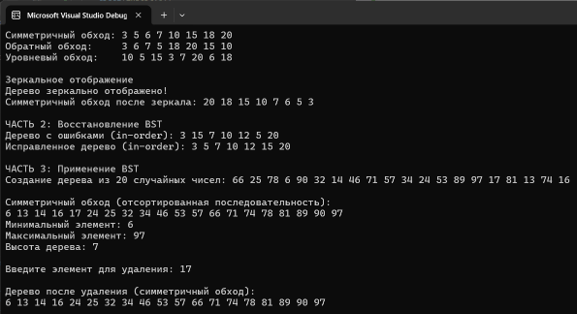 Microsoft Visual Studio Debug
Симметричный обход: 3 5 6 7 10 15 18 20
Обратный обход: 3 6 7 5 18 20 15 10
Уровневый обход: 10 5 15 3 7 20 6 18
Зеркальное отображение
Дерево зеркально отображено!
Симметричный обход после зеркала: 20 18 15 10 7 6 5 3
ЧАСТЬ 2: Восстановление BST
Дерево с ошибками (in-order): 3 15 7 10 12 5 20
Исправленное дерево (in-order): 3 5 7 10 12 15 20
ЧАСТЬ 3: Применение BST
Создание дерева из 20 случайных чисел: 66 25 78 6 90 32 14 46 71 57 34 24 53 89 97 17 81 13 74 16
Симметричный обход (отсортированная последовательность):
6 13 14 16 17 24 25 32 34 46 53 57 66 71 74 78 81 89 90 97
Минимальный элемент: 6
Максимальный элемент: 97
Высота дерева: 7
Введите элемент для удаления: 17
Дерево после удаления (симметричный обход):
6 13 14 16 24 25 32 34 46 53 57 66 71 74 78 81 89 90 97